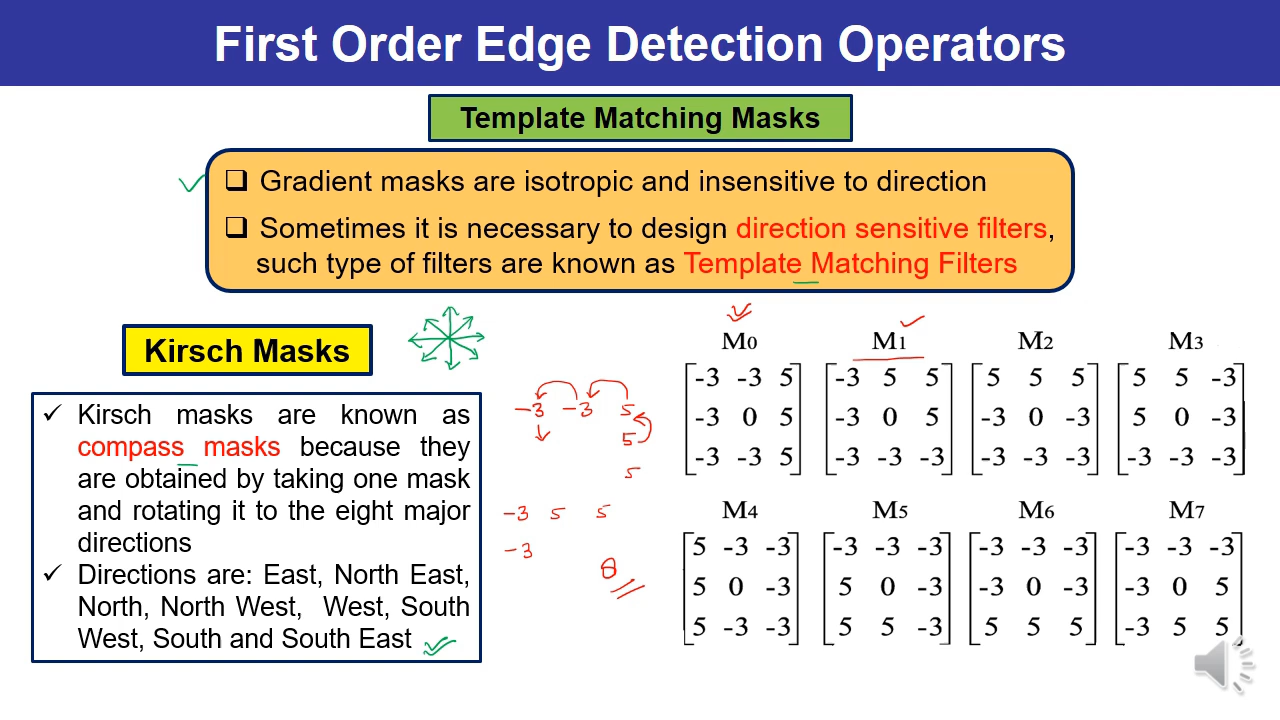 First Order Edge Detection Operators
Template Matching Masks
❑ Gradient masks are isotropic and insensitive to direction
❑ Sometimes it is necessary to design direction sensitive filters,
such type of filters are known as Template Matching Filters
Kirsch Masks
✓ Kirsch masks are known as
compass masks because they
are obtained by taking one mask
and rotating it to the eight major
directions
✓ Directions are: East, North East,
North, North West, West, South
West, South and South East
-3 -3 5
5
5
-3 5 5
-3
8
M0 M1 M2 M3
-3 -3 5 -3 5 5 5 5 5 5 5 -3
-3 0 5 -3 0 5 -3 0 -3 5 0 -3
-3 -3 5 -3 -3 -3 -3 -3 -3 -3 -3 -3
M4 M5 M6 M7
5 -3 -3 -3 -3 -3 -3 -3 -3 -3 -3 -3
5 0 -3 5 0 -3 -3 0 -3 -3 0 5
5 -3 -3 5 5 -3 5 5 5 -3 5 5